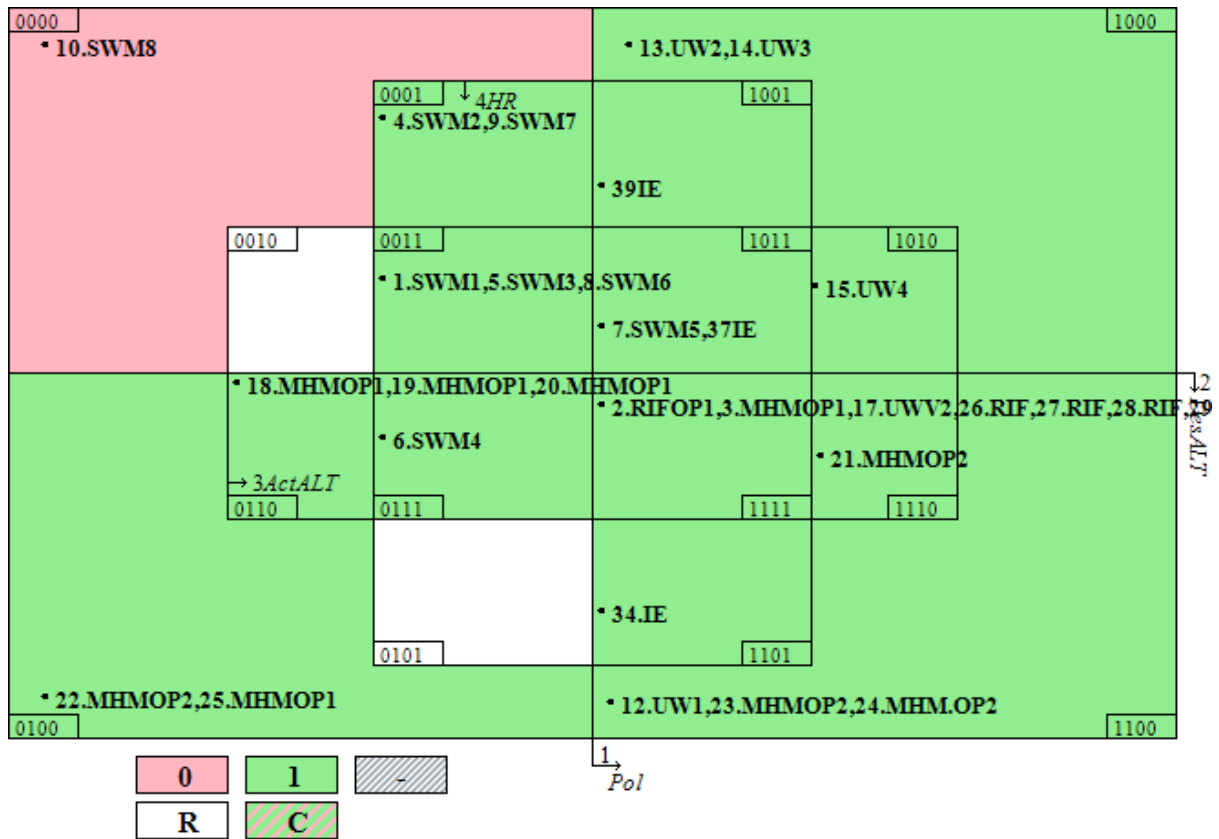 0000 1000
10.SWM8 13.UW2,14.UW3
0001 4HR 1001
4.SWM2,9.SWM7
39IE
0010 0011 1011 1010
1.SWM1,5.SWM3,8.SWM6 15.UW4
7.SWM5,37IE
18.MHMOP1,19.MHMOP1,20.MHMOP1 2
2.RIFOP1,3.MHMOP1,17.UWV2,26.RIF,27.RIF,28.RIF,29
DesALT
6.SWM4 21.MHMOP2
3ActALT
0110 0111 1111 1110
34.IE
0101 1101
22.MHMOP2,25.MHMOP1 12.UW1,23.MHMOP2,24.MHM.OP2
0100 1100
1
Pol
0 1 -
R C